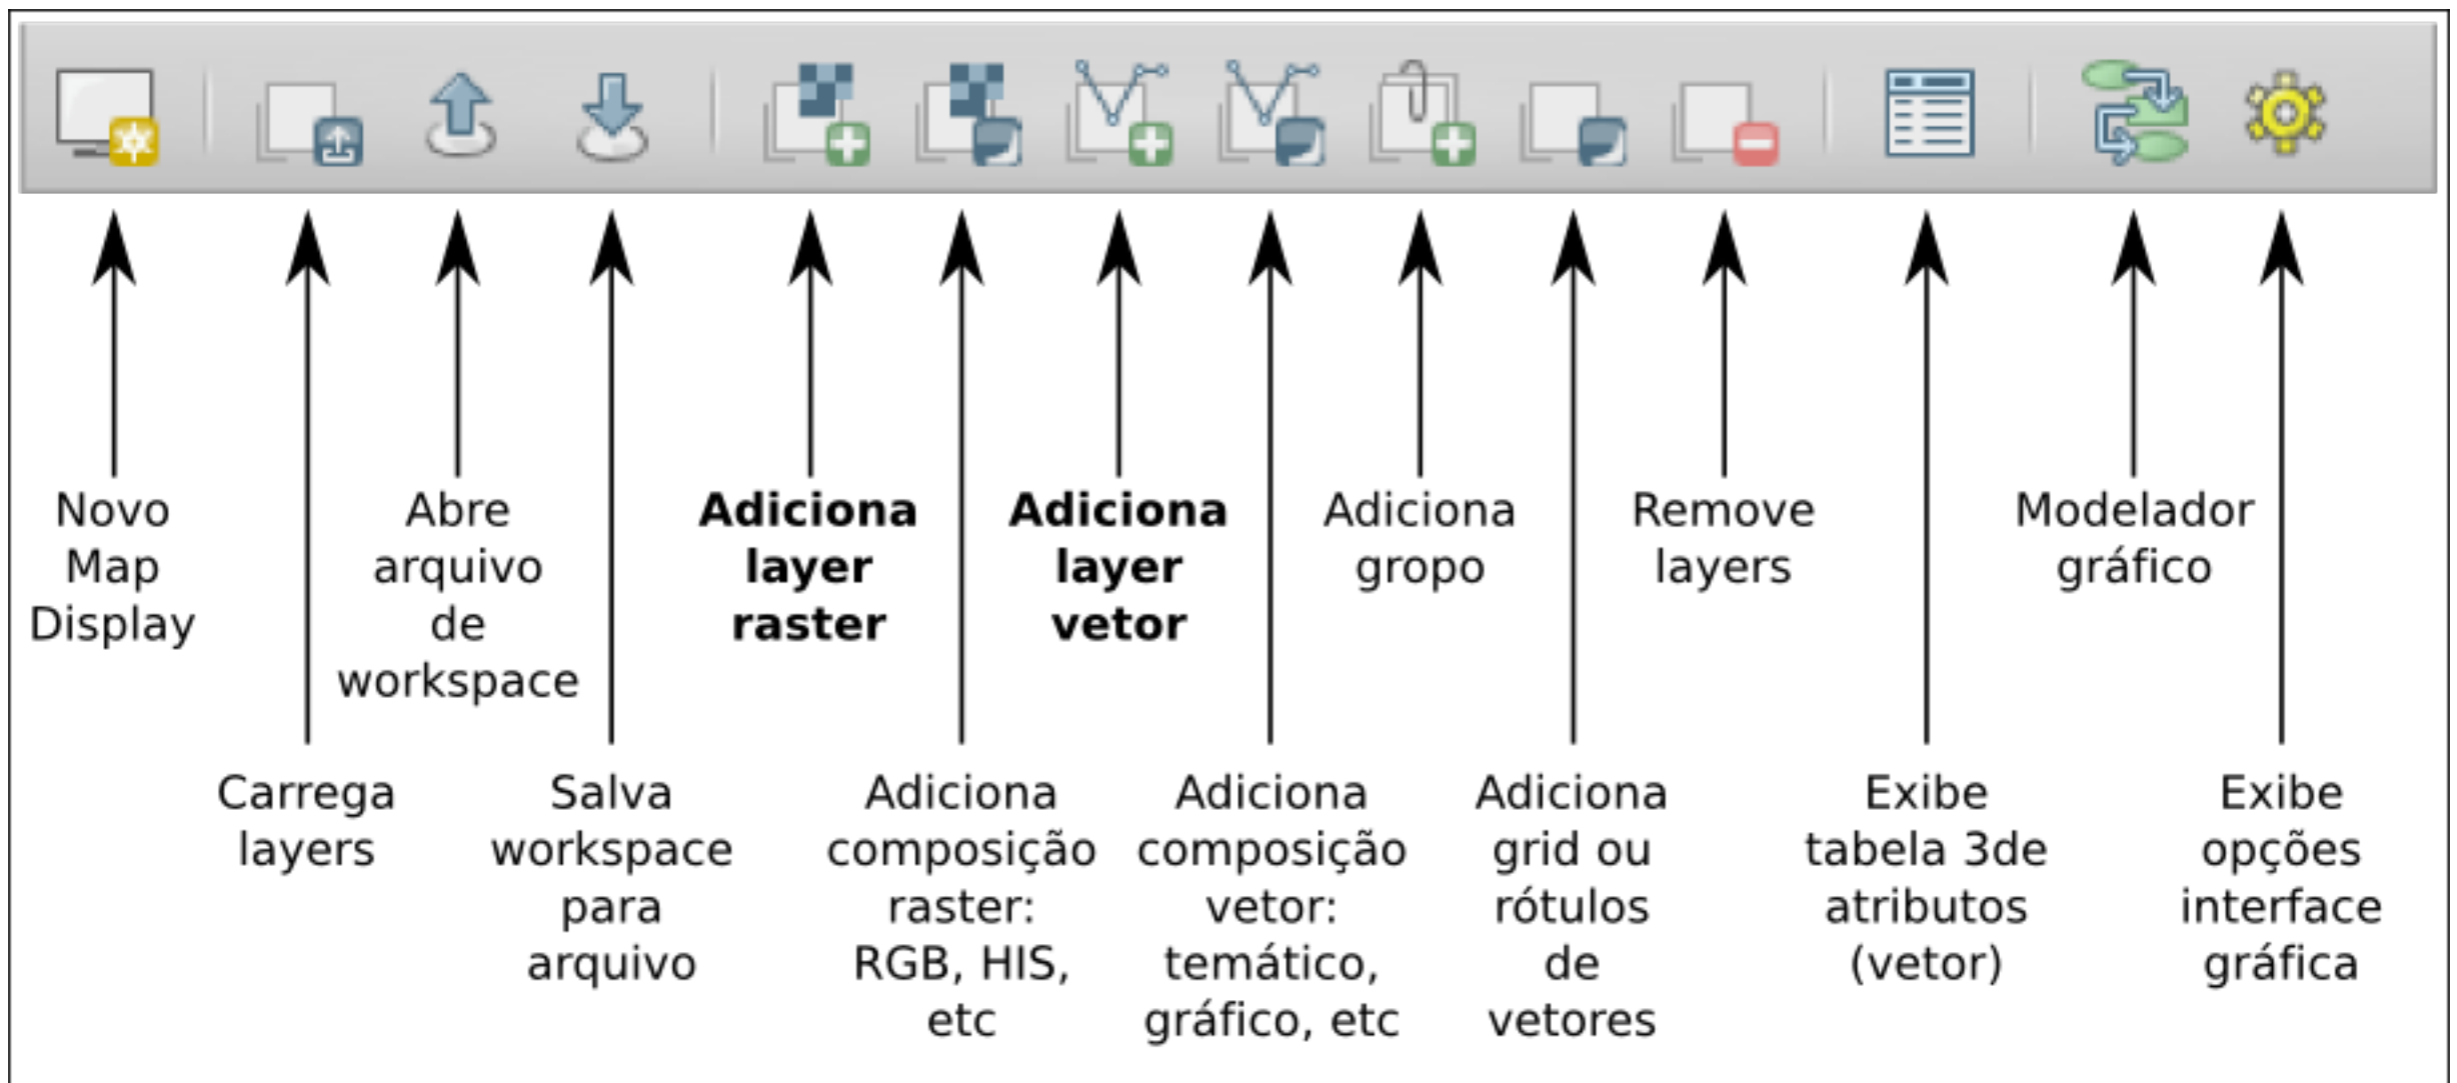 Novo
Map
Display
Abre
arquivo
de
workspace
Adiciona
layer
raster
Adiciona
layer
vetor
Adiciona
gropo
Remove
layers
Modelador
gráfico
Carrega
layers
Salva
workspace
para
arquivo
Adiciona
composição
raster:
RGB, HIS,
etc
Adiciona
composição
vetor:
temático,
gráfico, etc
Adiciona
grid ou
rótulos
de
vetores
Exibe
tabela 3de
atributos
(vetor)
Exibe
opções
interface
gráfica